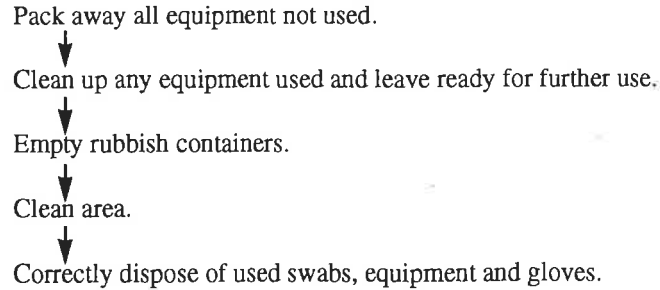 Pack away all equipment not used.
Clean up any equipment used and leave ready for further use.
Empty rubbish containers.
Clean area.
Correctly dispose of used swabs, equipment and gloves.